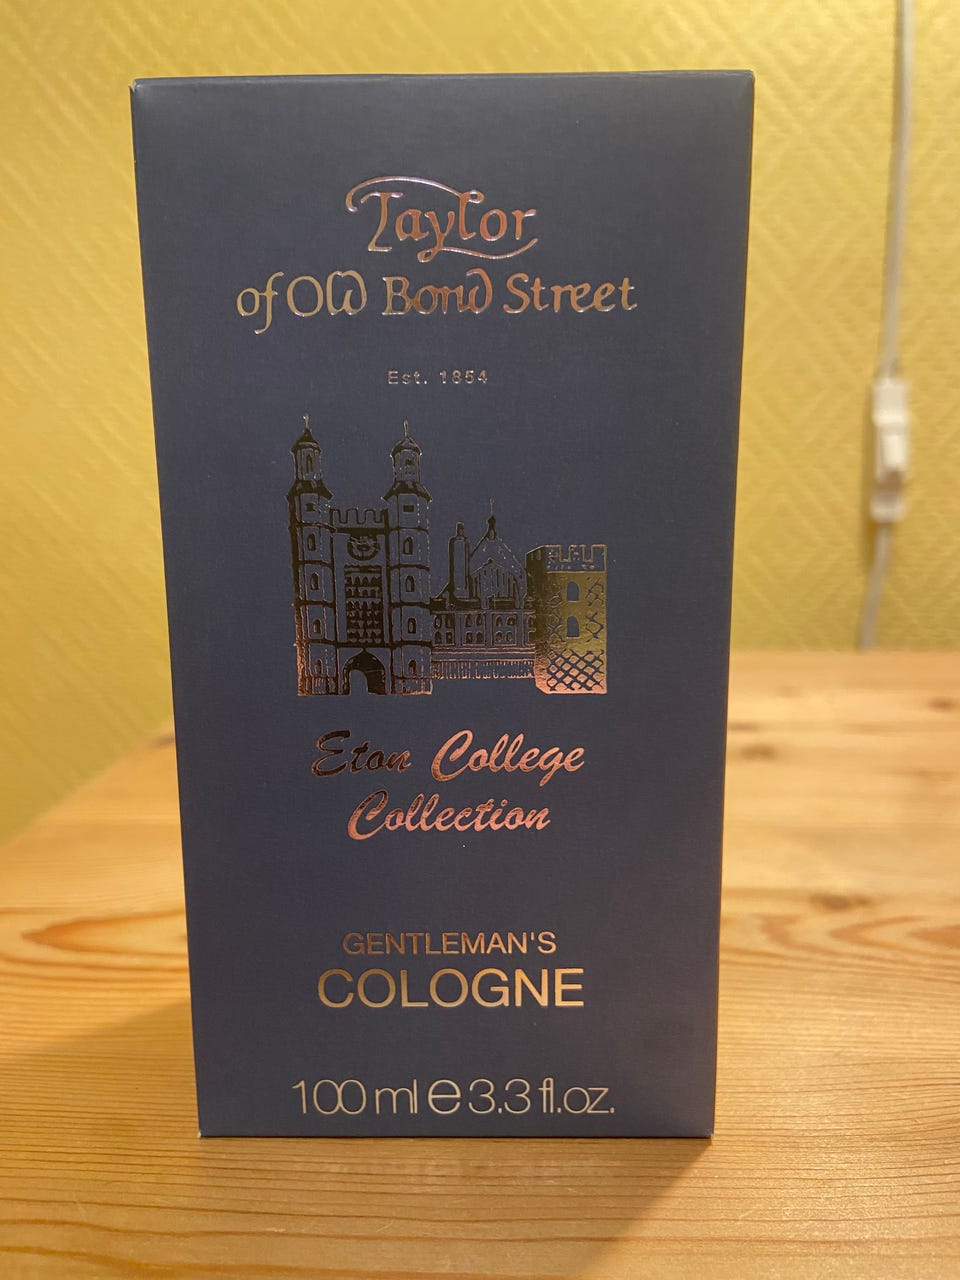 Taylor
of Old Bond Street
Est. 1854
Eton College
Collection
GENTLEMAN'S
COLOGNE
100 ml e 3.3 fl.oz.